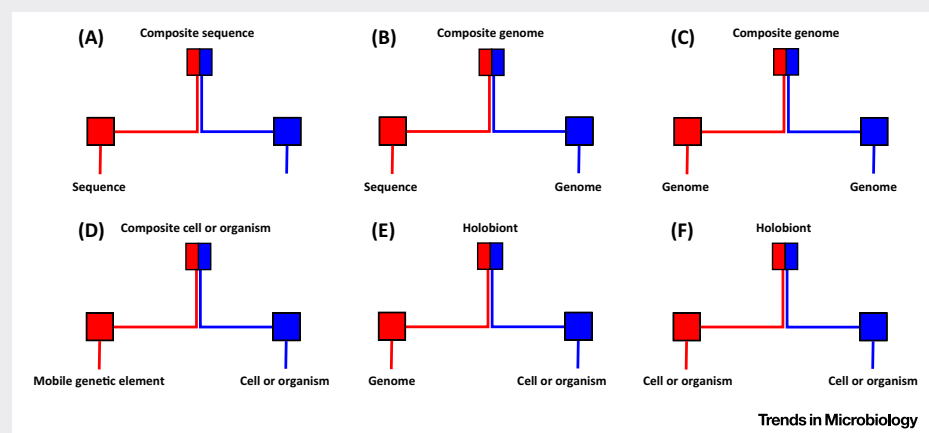 (A) Composite sequence
Sequence
(B) Composite genome
Sequence Genome
(C) Composite genome
Genome Genome
(D) Composite cell or organism
Mobile genetic element Cell or organism
(E) Holobiont
Genome Cell or organism
(F) Holobiont
Cell or organism Cell or organism
Trends in Microbiology